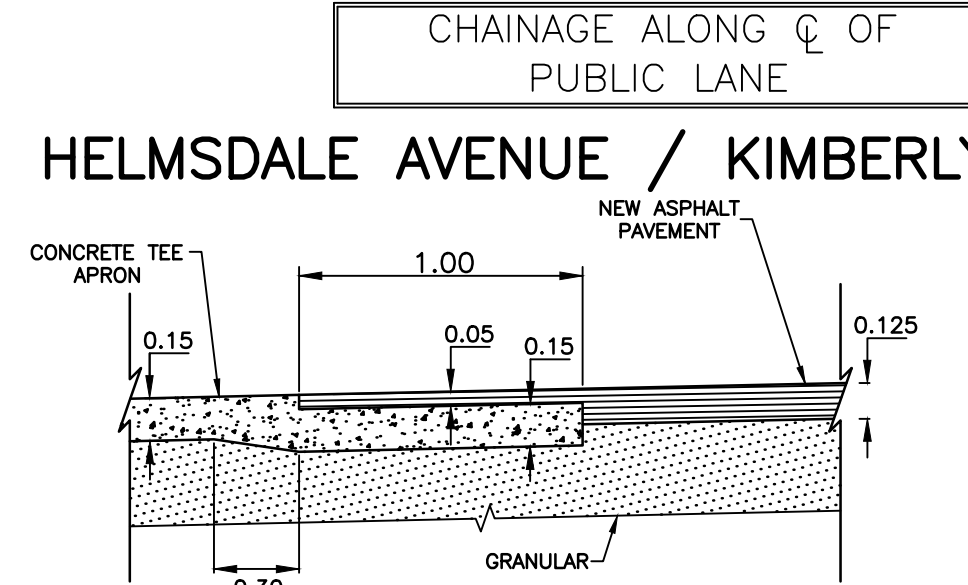 CHAINAGE ALONG ℄ OF
PUBLIC LANE
HELMSDALE AVENUE / KIMBERLY
NEW ASPHALT
PAVEMENT
CONCRETE TEE
APRON
1.00
0.15
0.05
0.15
0.125
GRANULAR